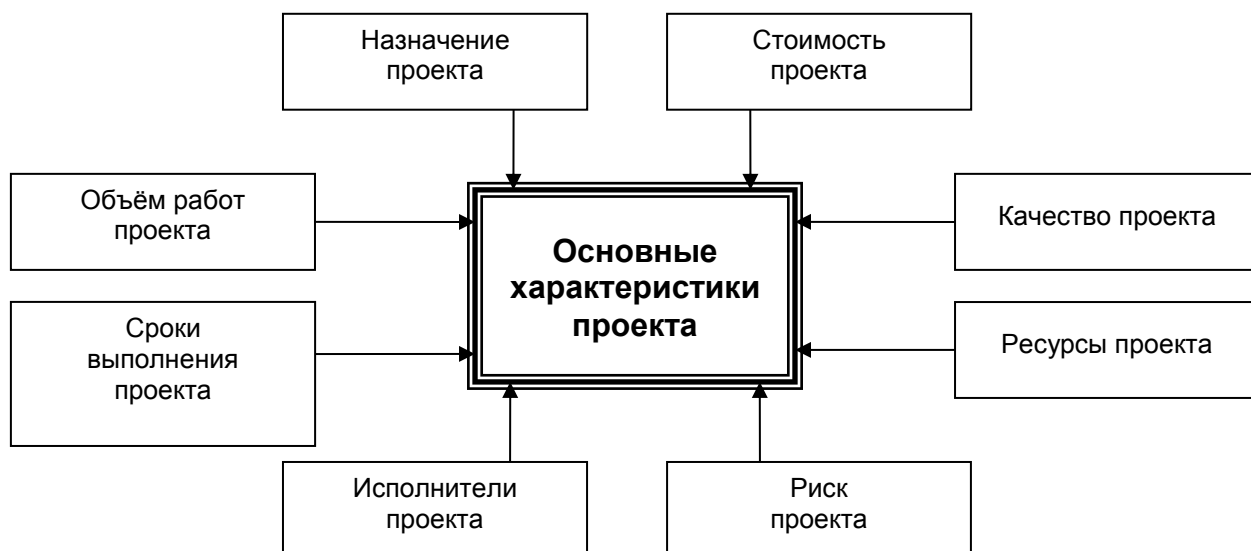 Назначение
проекта
Стоимость
проекта
Объём работ
проекта
Качество проекта
Основные
характеристики
проекта
Сроки
выполнения
проекта
Ресурсы проекта
Исполнители
проекта
Риск
проекта